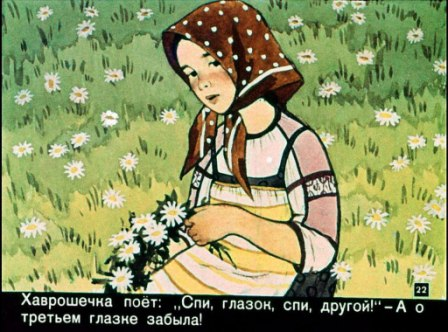 22
Хаврошечка поёт: „Спи, глазок, спи, другой!“ – А о
третьем глазке забыла!